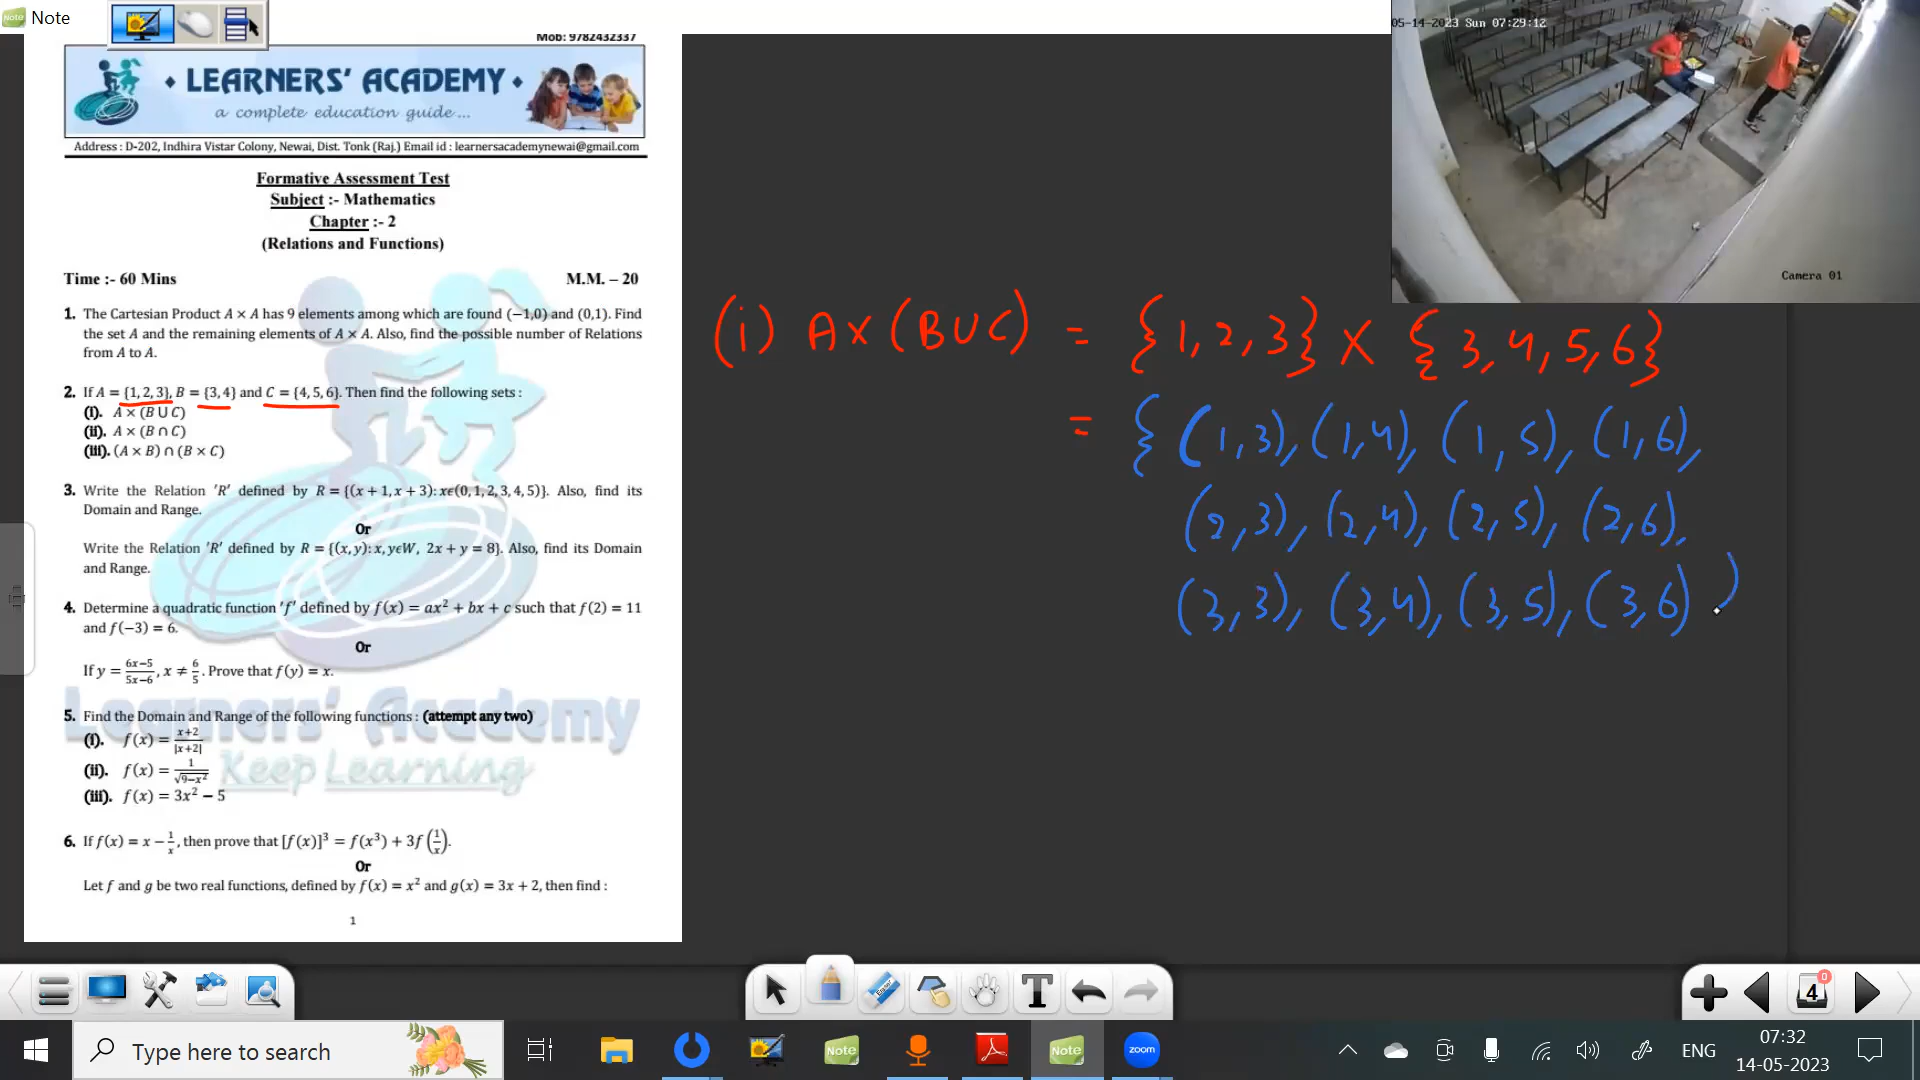 Note
05-14-2023 Sun 07:29:12
Camera 01
Mob: 9782432337
LEARNERS' ACADEMY
a complete education guide...
Address : D-202, Indhira Vistar Colony, Newai, Dist. Tonk (Raj.) Email id : learnersacademynewai@gmail.com
Formative Assessment Test
Subject :- Mathematics
Chapter :- 2
(Relations and Functions)
Time :- 60 Mins M.M. – 20
1. The Cartesian Product A × A has 9 elements among which are found (−1,0) and (0,1). Find
the set A and the remaining elements of A × A. Also, find the possible number of Relations
from A to A.
2. If A = {1, 2, 3}, B = {3, 4} and C = {4, 5, 6}. Then find the following sets :
(i). A × (B ∪ C)
(ii). A × (B ∩ C)
(iii). (A × B) ∩ (B × C)
3. Write the Relation 'R' defined by R = {(x + 1, x + 3): xϵ(0, 1, 2, 3, 4, 5)}. Also, find its
Domain and Range.
Or
Write the Relation 'R' defined by R = {(x, y): x, yϵW, 2x + y = 8}. Also, find its Domain
and Range.
4. Determine a quadratic function 'f' defined by f(x) = ax² + bx + c such that f(2) = 11
and f(−3) = 6.
Or
If y = (6x−5)/(5x−6), x ≠ 6/5. Prove that f(y) = x.
5. Find the Domain and Range of the following functions : (attempt any two)
(i). f(x) = (x+2)/|x+2|
(ii). f(x) = 1/√(9−x²)
(iii). f(x) = 3x² − 5
6. If f(x) = x − 1/x, then prove that [f(x)]³ = f(x³) + 3f(1/x).
Or
Let f and g be two real functions, defined by f(x) = x² and g(x) = 3x + 2, then find :
1
Learners' Academy
Keep Learning
(i) A×(B∪C) = {1,2,3} × {3,4,5,6}
= {(1,3), (1,4), (1,5), (1,6),
(2,3), (2,4), (2,5), (2,6),
(3,3), (3,4), (3,5), (3,6) )
T
0
4
Type here to search
Note
Note
zoom
ENG
07:32
14-05-2023